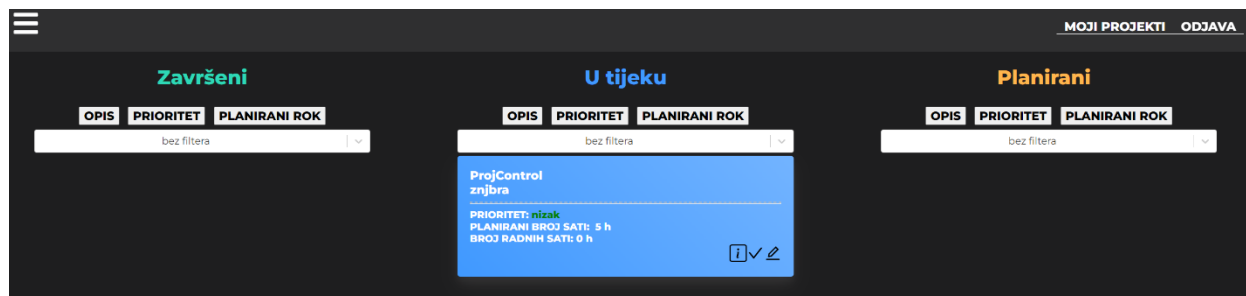 MOJI PROJEKTI ODJAVA
Završeni
OPIS PRIORITET PLANIRANI ROK
bez filtera
U tijeku
OPIS PRIORITET PLANIRANI ROK
bez filtera
ProjControl
znjbra
PRIORITET: nizak
PLANIRANI BROJ SATI: 5 h
BROJ RADNIH SATI: 0 h
i
Planirani
OPIS PRIORITET PLANIRANI ROK
bez filtera